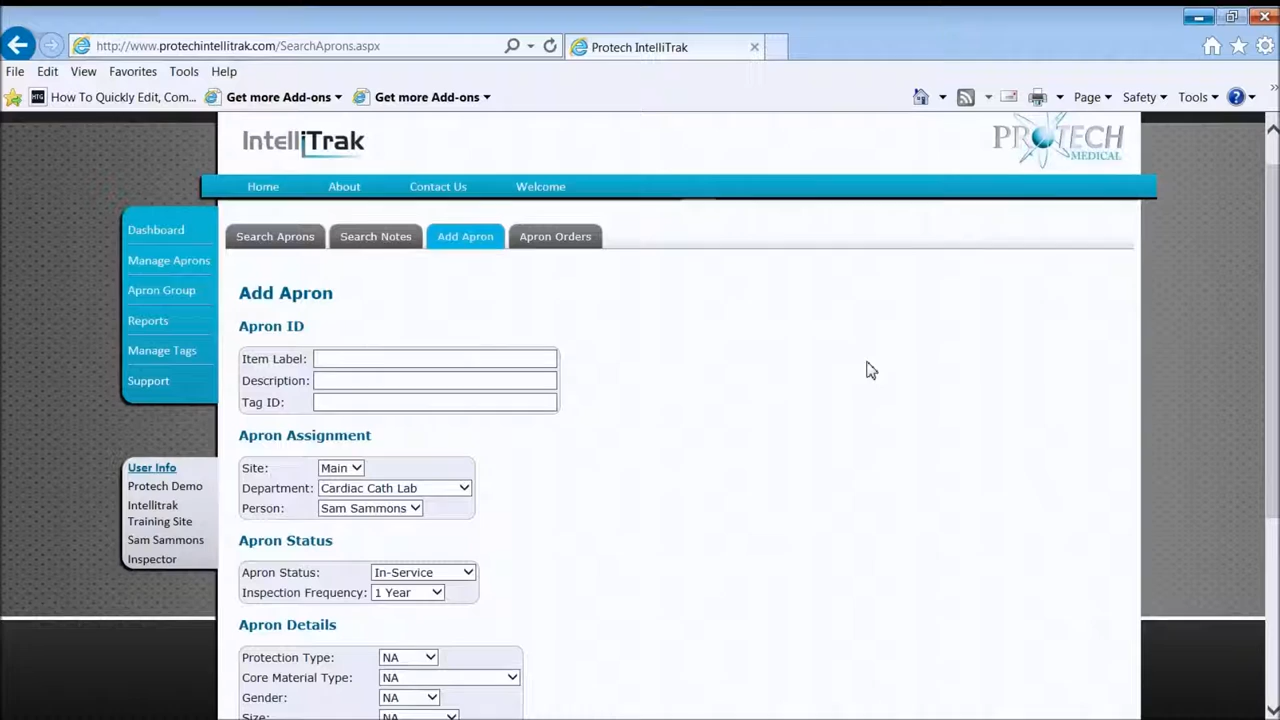 http://www.protechintellitrak.com/SearchAprons.aspx
Protech IntelliTrak
File Edit View Favorites Tools Help
HTG How To Quickly Edit, Com... Get more Add-ons Get more Add-ons Page Safety Tools
IntelliTrak
PROTECH
MEDICAL
Home About Contact Us Welcome
Dashboard
Manage Aprons
Apron Group
Reports
Manage Tags
Support
User Info
Protech Demo
Intellitrak
Training Site
Sam Sammons
Inspector
Search Aprons Search Notes Add Apron Apron Orders
Add Apron
Apron ID
Item Label:
Description:
Tag ID:
Apron Assignment
Site: Main
Department: Cardiac Cath Lab
Person: Sam Sammons
Apron Status
Apron Status: In-Service
Inspection Frequency: 1 Year
Apron Details
Protection Type: NA
Core Material Type: NA
Gender: NA
Size: NA